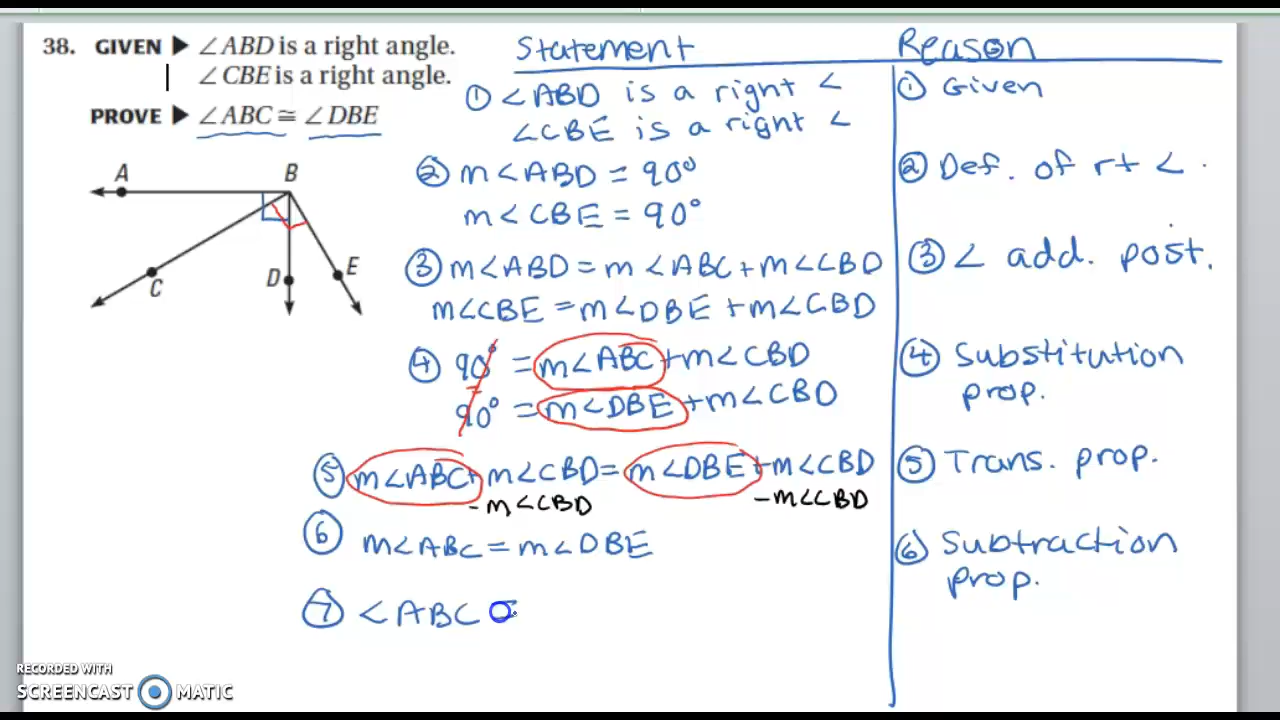 38. GIVEN ▶ ∠ABD is a right angle.
∠CBE is a right angle.
PROVE ▶ ∠ABC ≅ ∠DBE
A
B
C
D
E
Statement
Reason
① ∠ABD is a right ∠
∠CBE is a right ∠
① Given
② m∠ABD = 90°
m∠CBE = 90°
② Def. of rt ∠.
③ m∠ABD = m∠ABC + m∠CBD
m∠CBE = m∠DBE + m∠CBD
③ ∠ add. post.
④ 90° = m∠ABC + m∠CBD
90° = m∠DBE + m∠CBD
④ Substitution
prop.
⑤ m∠ABC + m∠CBD = m∠DBE + m∠CBD
- m∠CBD - m∠CBD
⑤ Trans. prop.
⑥ m∠ABC = m∠DBE
⑥ Subtraction
prop.
⑦ ∠ABC
RECORDED WITH
SCREENCAST MATIC